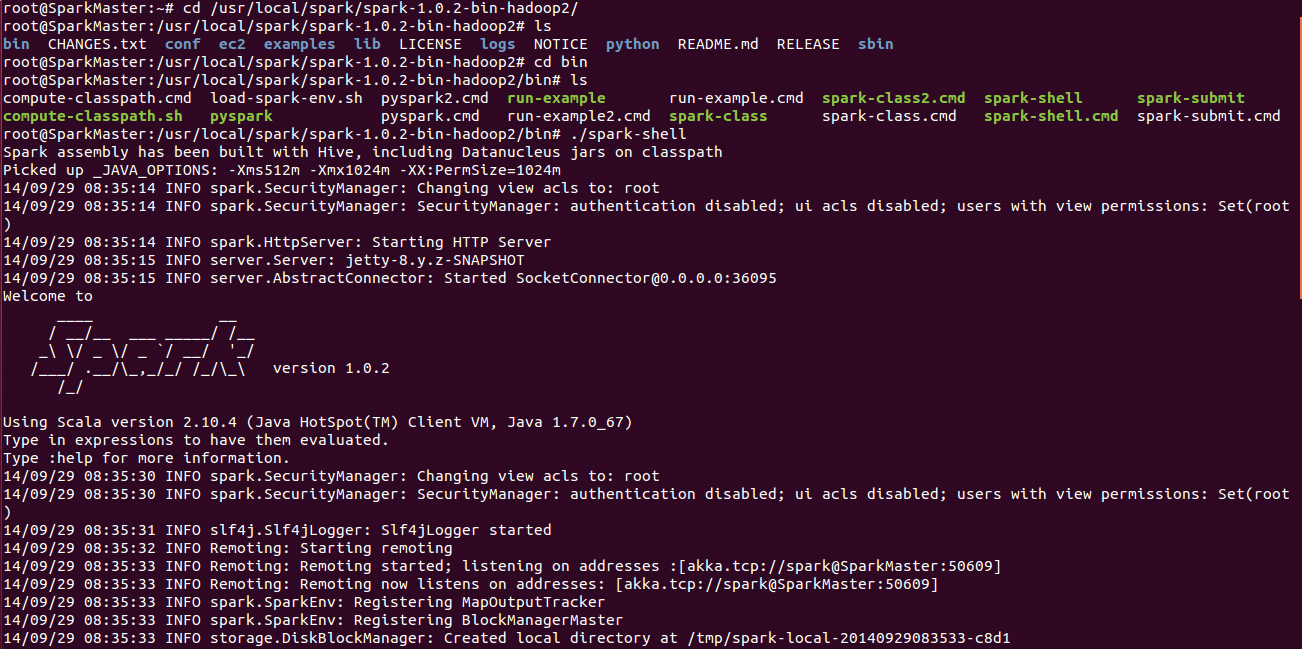 root@SparkMaster:~# cd /usr/local/spark/spark-1.0.2-bin-hadoop2/
root@SparkMaster:/usr/local/spark/spark-1.0.2-bin-hadoop2# ls
bin  CHANGES.txt  conf  ec2  examples  lib  LICENSE  logs  NOTICE  python  README.md  RELEASE  sbin
root@SparkMaster:/usr/local/spark/spark-1.0.2-bin-hadoop2# cd bin
root@SparkMaster:/usr/local/spark/spark-1.0.2-bin-hadoop2/bin# ls
compute-classpath.cmd  load-spark-env.sh  pyspark2.cmd  run-example       run-example.cmd  spark-class2.cmd  spark-shell      spark-submit
compute-classpath.sh   pyspark            pyspark.cmd   run-example2.cmd  spark-class      spark-class.cmd   spark-shell.cmd  spark-submit.cmd
root@SparkMaster:/usr/local/spark/spark-1.0.2-bin-hadoop2/bin# ./spark-shell
Spark assembly has been built with Hive, including Datanucleus jars on classpath
Picked up _JAVA_OPTIONS: -Xms512m -Xmx1024m -XX:PermSize=1024m
14/09/29 08:35:14 INFO spark.SecurityManager: Changing view acls to: root
14/09/29 08:35:14 INFO spark.SecurityManager: SecurityManager: authentication disabled; ui acls disabled; users with view permissions: Set(root
)
14/09/29 08:35:14 INFO spark.HttpServer: Starting HTTP Server
14/09/29 08:35:15 INFO server.Server: jetty-8.y.z-SNAPSHOT
14/09/29 08:35:15 INFO server.AbstractConnector: Started SocketConnector@0.0.0.0:36095
Welcome to
      ____              __
     / __/__  ___ _____/ /__
    _\ \/ _ \/ _ `/ __/  '_/
   /___/ .__/\_,_/_/ /_/\_\   version 1.0.2
      /_/
Using Scala version 2.10.4 (Java HotSpot(TM) Client VM, Java 1.7.0_67)
Type in expressions to have them evaluated.
Type :help for more information.
14/09/29 08:35:30 INFO spark.SecurityManager: Changing view acls to: root
14/09/29 08:35:30 INFO spark.SecurityManager: SecurityManager: authentication disabled; ui acls disabled; users with view permissions: Set(root
)
14/09/29 08:35:31 INFO slf4j.Slf4jLogger: Slf4jLogger started
14/09/29 08:35:32 INFO Remoting: Starting remoting
14/09/29 08:35:33 INFO Remoting: Remoting started; listening on addresses :[akka.tcp://spark@SparkMaster:50609]
14/09/29 08:35:33 INFO Remoting: Remoting now listens on addresses: [akka.tcp://spark@SparkMaster:50609]
14/09/29 08:35:33 INFO spark.SparkEnv: Registering MapOutputTracker
14/09/29 08:35:33 INFO spark.SparkEnv: Registering BlockManagerMaster
14/09/29 08:35:33 INFO storage.DiskBlockManager: Created local directory at /tmp/spark-local-20140929083533-c8d1